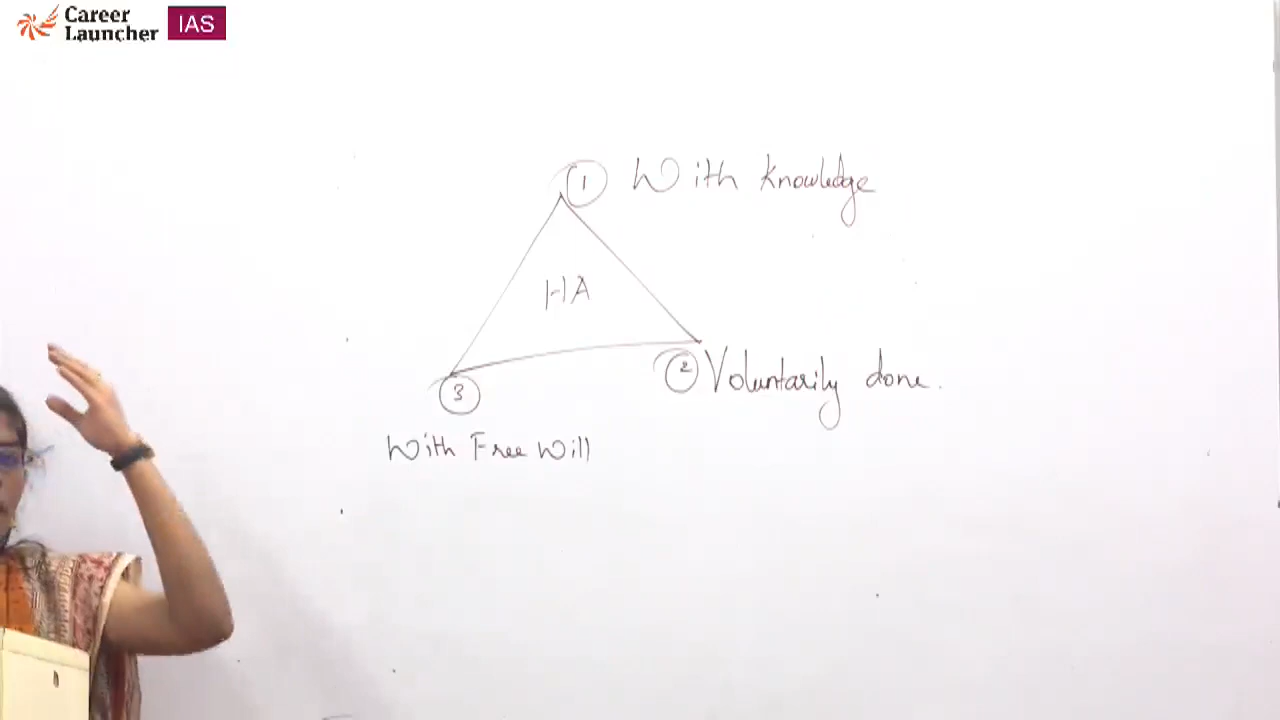 Career
Launcher
IAS
1 With knowledge
HA
2 Voluntarily done.
3
With Free Will